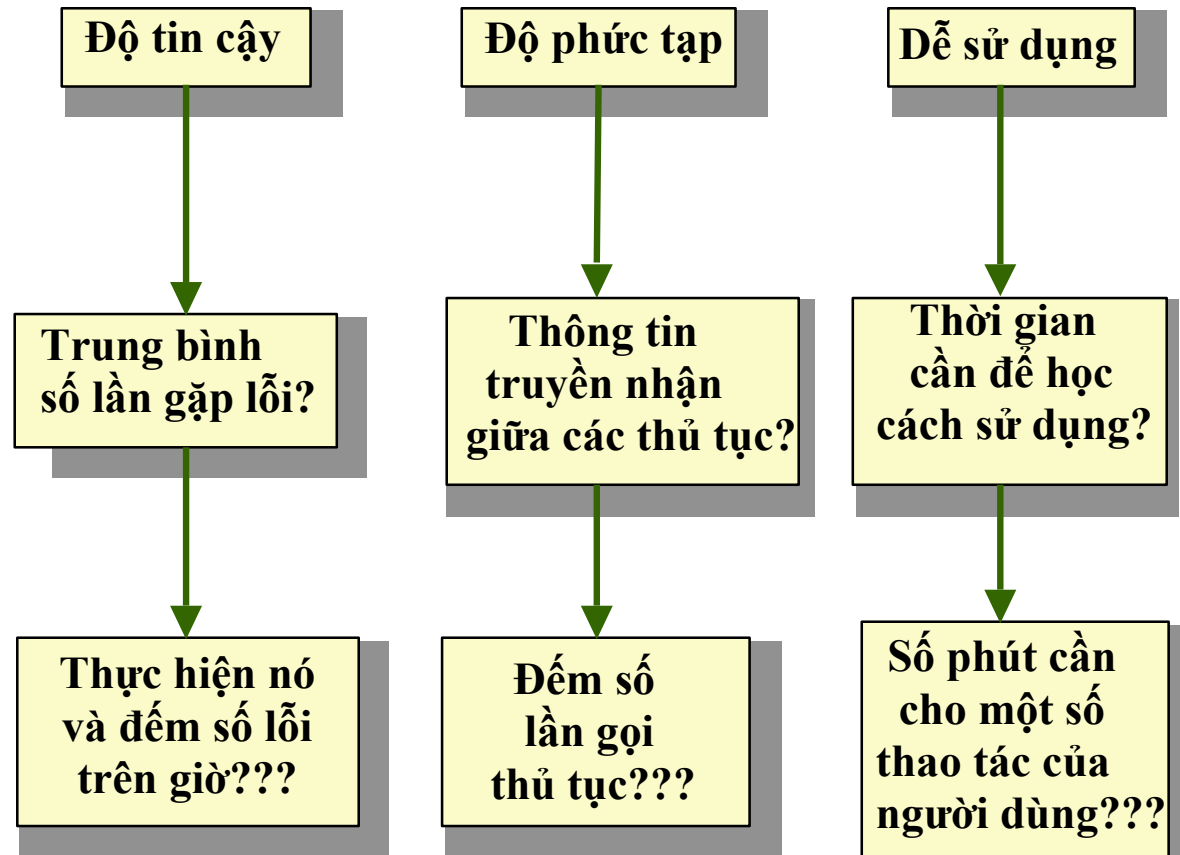 Độ tin cậy
Độ phức tạp
Dễ sử dụng
Trung bình
số lần gặp lỗi?
Thông tin
truyền nhận
giữa các thủ tục?
Thời gian
cần để học
cách sử dụng?
Thực hiện nó
và đếm số lỗi
trên giờ???
Đếm số
lần gọi
thủ tục???
Số phút cần
cho một số
thao tác của
người dùng???